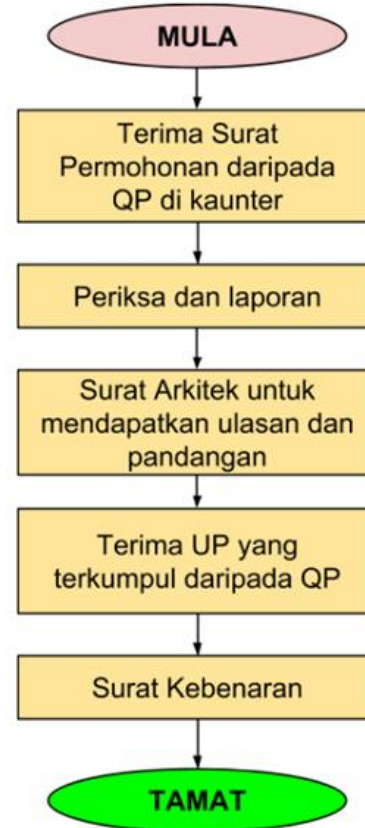 MULA
Terima Surat
Permohonan daripada
QP di kaunter
Periksa dan laporan
Surat Arkitek untuk
mendapatkan ulasan dan
pandangan
Terima UP yang
terkumpul daripada QP
Surat Kebenaran
TAMAT